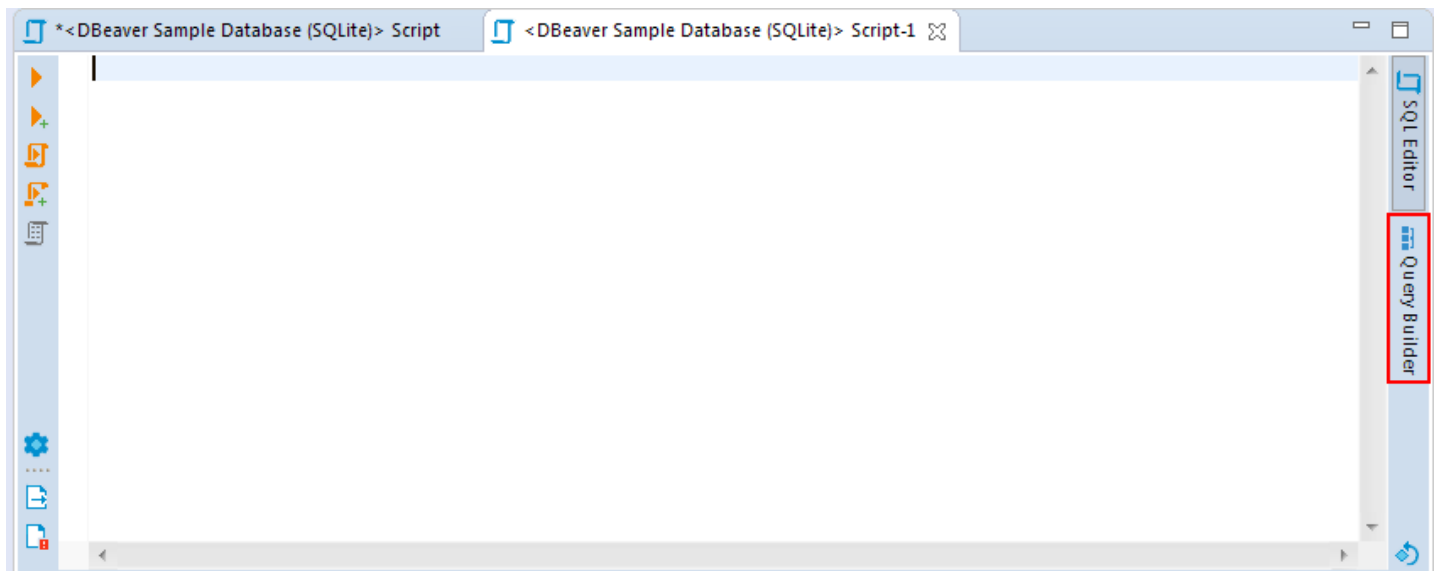 *<DBeaver Sample Database (SQLite)> Script
<DBeaver Sample Database (SQLite)> Script-1
SQL Editor
Query Builder